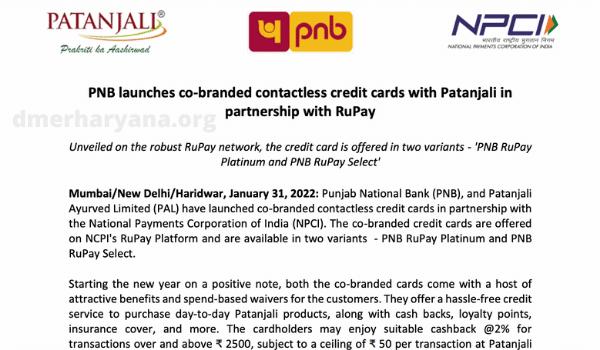 PATANJALI®
Prakriti ka Aashirwad
pnb
NPCI
भारतीय राष्ट्रीय भुगतान निगम
NATIONAL PAYMENTS CORPORATION OF INDIA
PNB launches co-branded contactless credit cards with Patanjali in
partnership with RuPay
dmerharyana.org
Unveiled on the robust RuPay network, the credit card is offered in two variants - 'PNB RuPay
Platinum and PNB RuPay Select'
Mumbai/New Delhi/Haridwar, January 31, 2022: Punjab National Bank (PNB), and Patanjali
Ayurved Limited (PAL) have launched co-branded contactless credit cards in partnership with
the National Payments Corporation of India (NPCI). The co-branded credit cards are offered
on NCPI's RuPay Platform and are available in two variants - PNB RuPay Platinum and PNB
RuPay Select.
Starting the new year on a positive note, both the co-branded cards come with a host of
attractive benefits and spend-based waivers for the customers. They offer a hassle-free credit
service to purchase day-to-day Patanjali products, along with cash backs, loyalty points,
insurance cover, and more. The cardholders may enjoy suitable cashback @2% for
transactions over and above ₹ 2500, subject to a ceiling of ₹ 50 per transaction at Patanjali